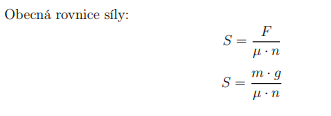 Obecná rovnice síly:
S = F / μ · n
S = m · g / μ · n